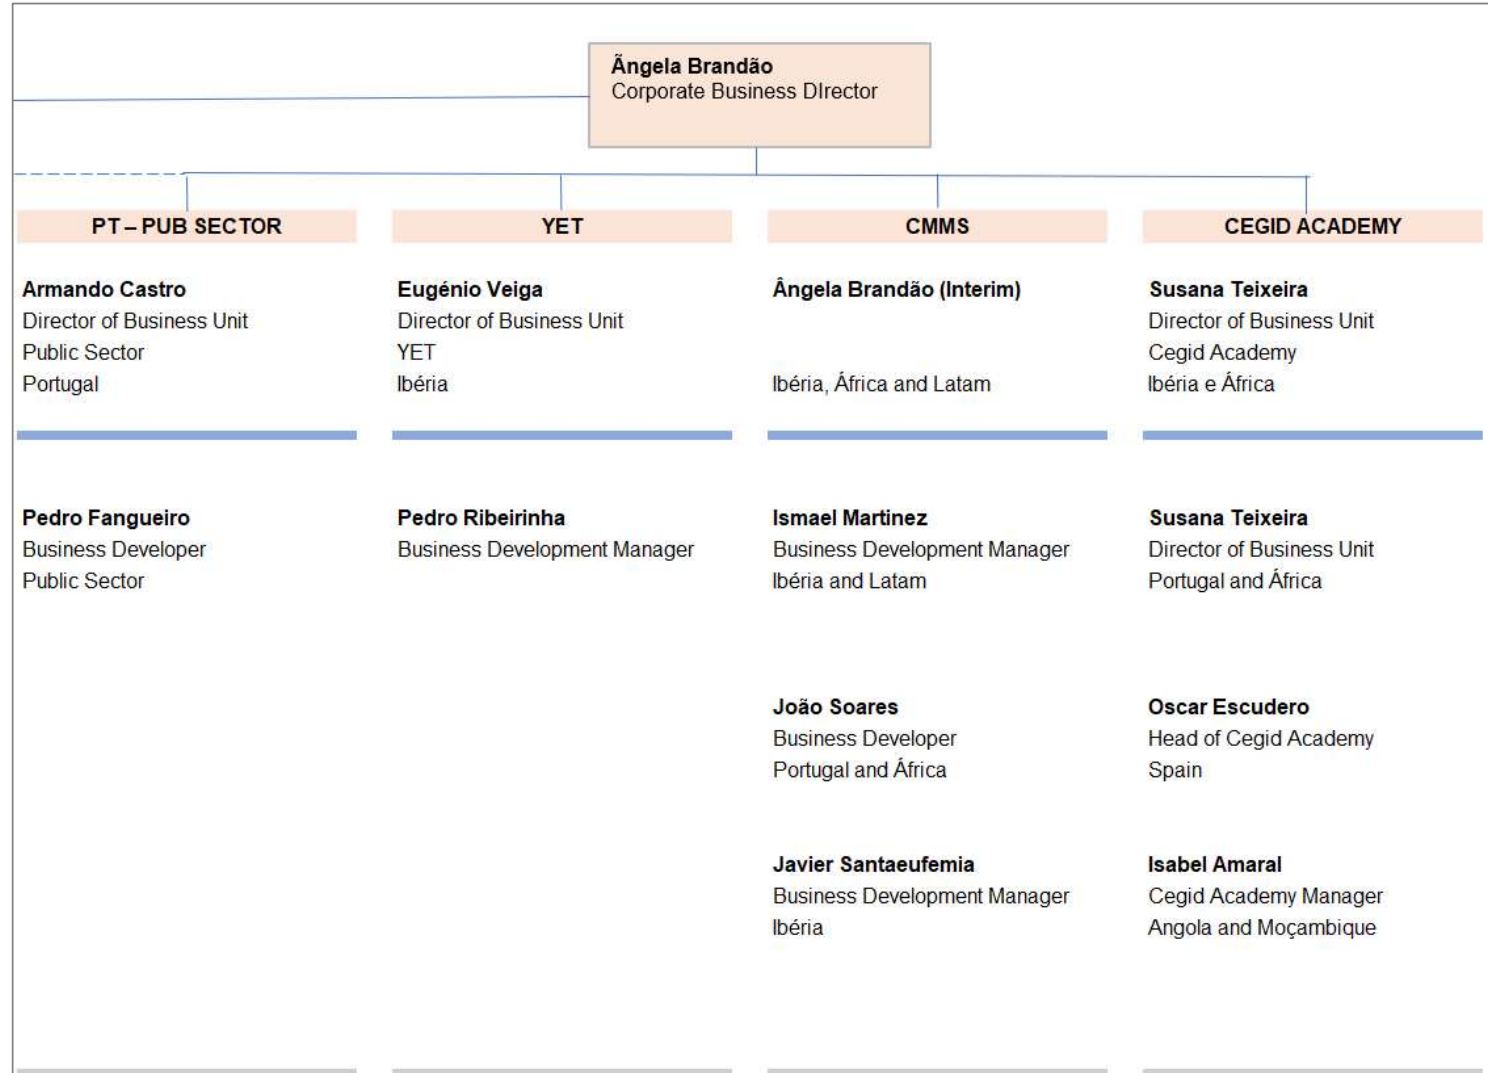 Ãngela Brandão
Corporate Business DIrector
PT – PUB SECTOR
YET
CMMS
CEGID ACADEMY
Armando Castro
Director of Business Unit
Public Sector
Portugal
Eugénio Veiga
Director of Business Unit
YET
Ibéria
Ângela Brandão (Interim)
Ibéria, África and Latam
Susana Teixeira
Director of Business Unit
Cegid Academy
Ibéria e África
Pedro Fangueiro
Business Developer
Public Sector
Pedro Ribeirinha
Business Development Manager
Ismael Martinez
Business Development Manager
Ibéria and Latam
Susana Teixeira
Director of Business Unit
Portugal and África
João Soares
Business Developer
Portugal and África
Oscar Escudero
Head of Cegid Academy
Spain
Javier Santaeufemia
Business Development Manager
Ibéria
Isabel Amaral
Cegid Academy Manager
Angola and Moçambique